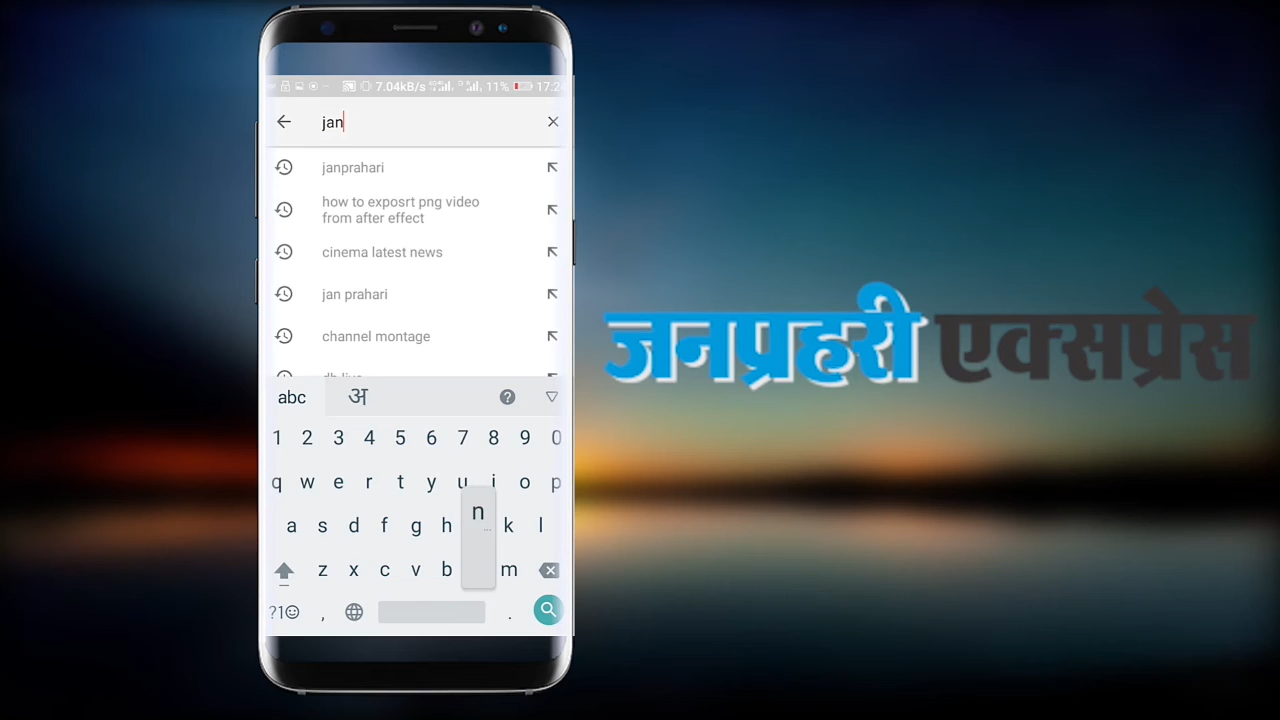 7.04kB/s 11% 17:2
jan
janprahari
how to exposrt png video
from after effect
cinema latest news
jan prahari
channel montage
abc अ
1 2 3 4 5 6 7 8 9 0
q w e r t y u i o p
a s d f g h n k l
z x c v b m
?1 , .
जनप्रहरी एक्सप्रेस